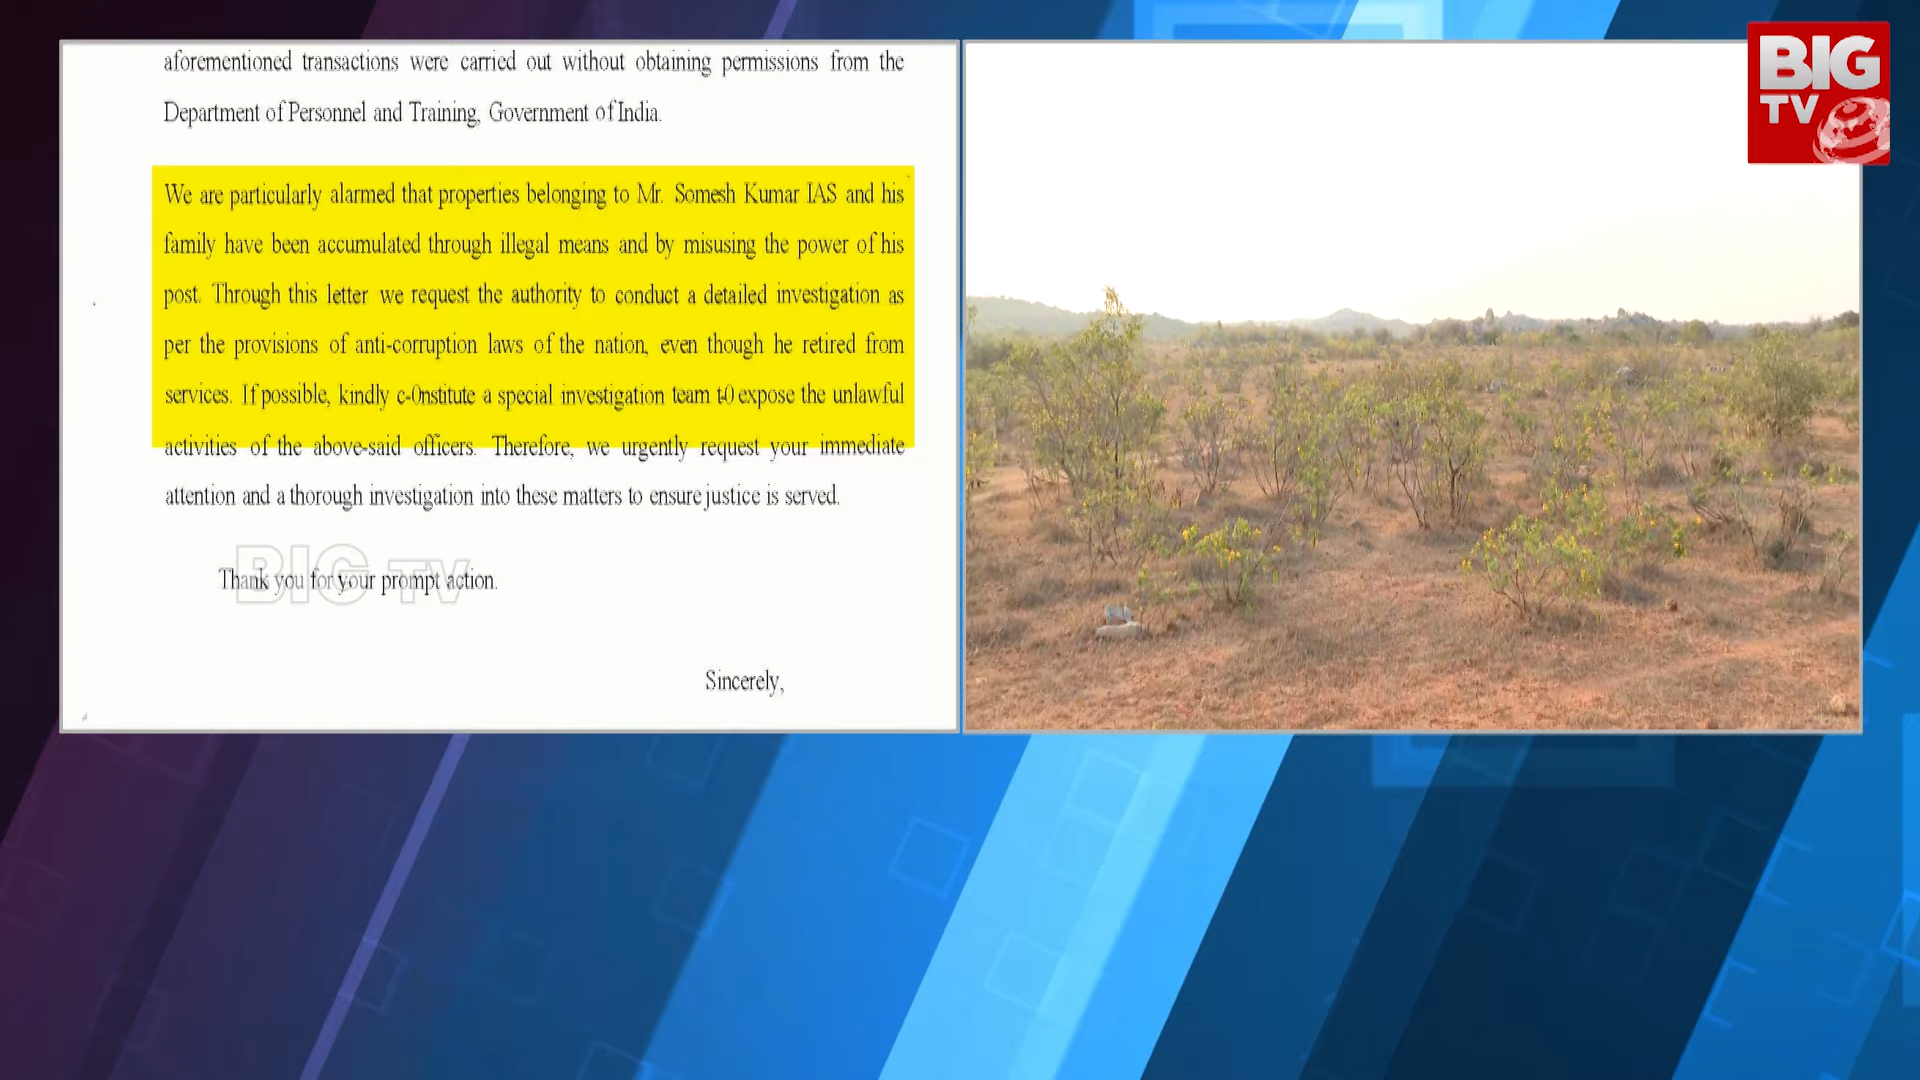 aforementioned transactions were carried out without obtaining permissions from the
Department of Personnel and Training, Government of India.
We are particularly alarmed that properties belonging to Mr. Somesh Kumar IAS and his
family have been accumulated through illegal means and by misusing the power of his
post. Through this letter we request the authority to conduct a detailed investigation as
per the provisions of anti-corruption laws of the nation, even though he retired from
services. If possible, kindly c-0nstitute a special investigation team t-0 expose the unlawful
activities of the above-said officers. Therefore, we urgently request your immediate
attention and a thorough investigation into these matters to ensure justice is served.
Thank you for your prompt action.
BIG TV
Sincerely,
BIG
TV